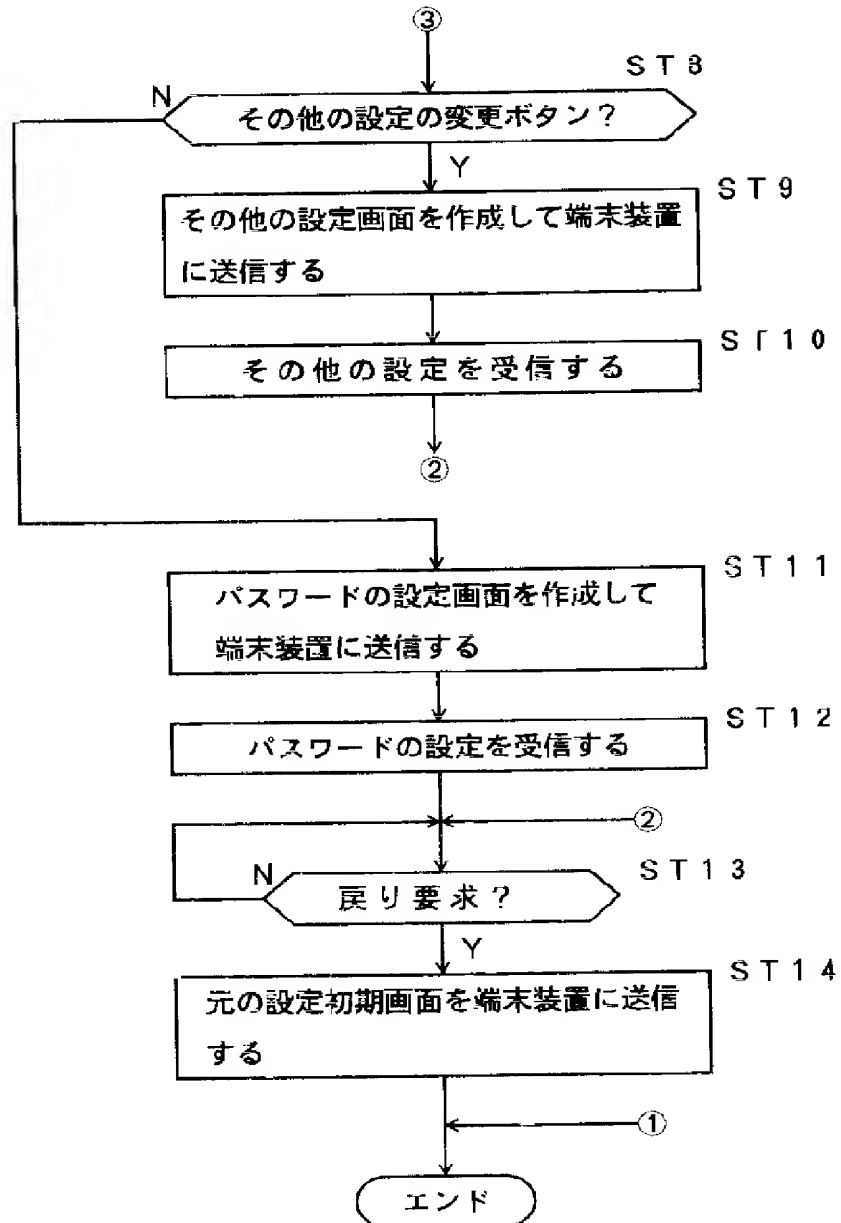 ③
ST8
N
その他の設定の変更ボタン?
Y
ST9
その他の設定画面を作成して端末装置
に送信する
ST10
その他の設定を受信する
②
ST11
パスワードの設定画面を作成して
端末装置に送信する
ST12
パスワードの設定を受信する
②
ST13
N
戻り要求?
Y
ST14
元の設定初期画面を端末装置に送信
する
①
エンド